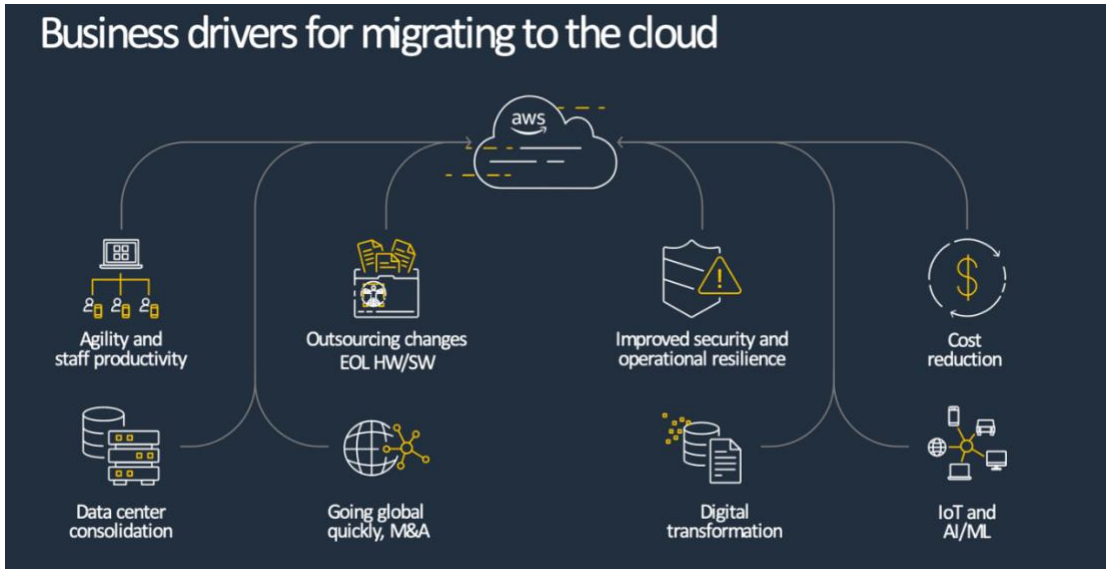 Business drivers for migrating to the cloud
aws
Agility and
staff productivity
Outsourcing changes
EOL HW/SW
Improved security and
operational resilience
Cost
reduction
Data center
consolidation
Going global
quickly, M&A
Digital
transformation
IoT and
AI/ML